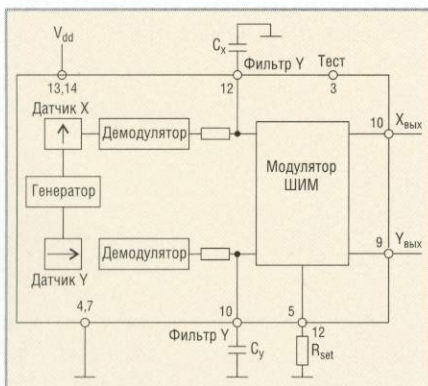 V_dd
C_x
Фильтр Y Тест
13,14
12
3
Датчик X
Демодулятор
10 X_вых
Модулятор
ШИМ
Генератор
9 Y_вых
Демодулятор
Датчик Y
4,7
10
5
12
Фильтр Y
C_y
R_set